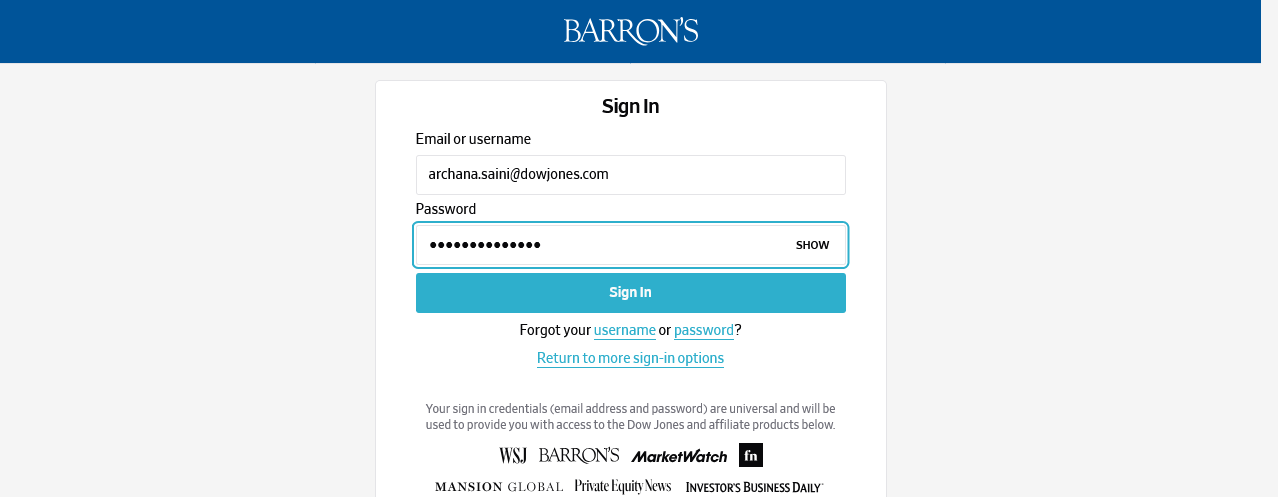 BARRON'S
Sign In
Email or username
archana.saini@dowjones.com
Password
●●●●●●●●●●●●●● SHOW
Sign In
Forgot your username or password?
Return to more sign-in options
Your sign in credentials (email address and password) are universal and will be
used to provide you with access to the Dow Jones and affiliate products below.
WSJ BARRON'S MarketWatch fn
MANSION GLOBAL Private Equity News INVESTOR'S BUSINESS DAILY